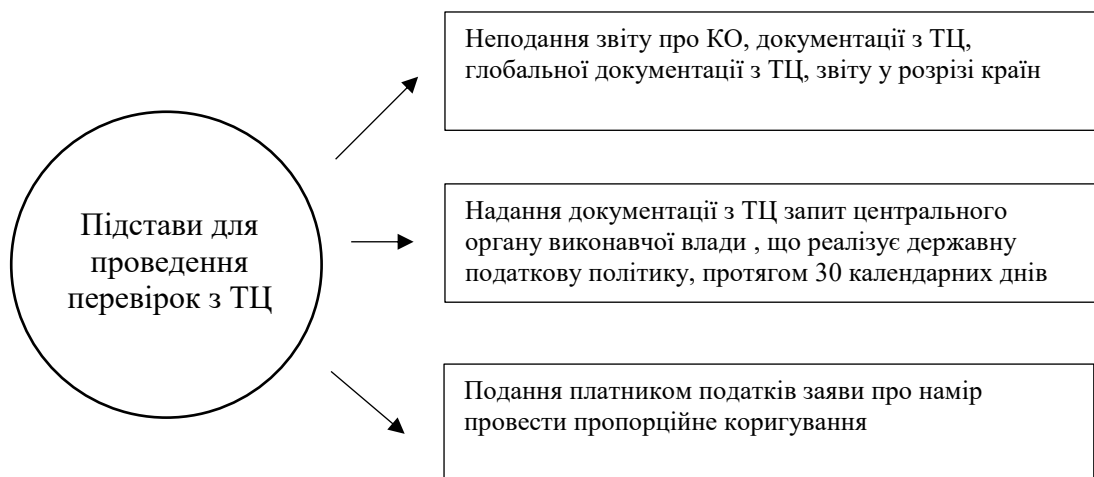 Підстави для
проведення
перевірок з ТЦ
Неподання звіту про КО, документації з ТЦ,
глобальної документації з ТЦ, звіту у розрізі країн
Надання документації з ТЦ запит центрального
органу виконавчої влади , що реалізує державну
податкову політику, протягом 30 календарних днів
Подання платником податків заяви про намір
провести пропорційне коригування